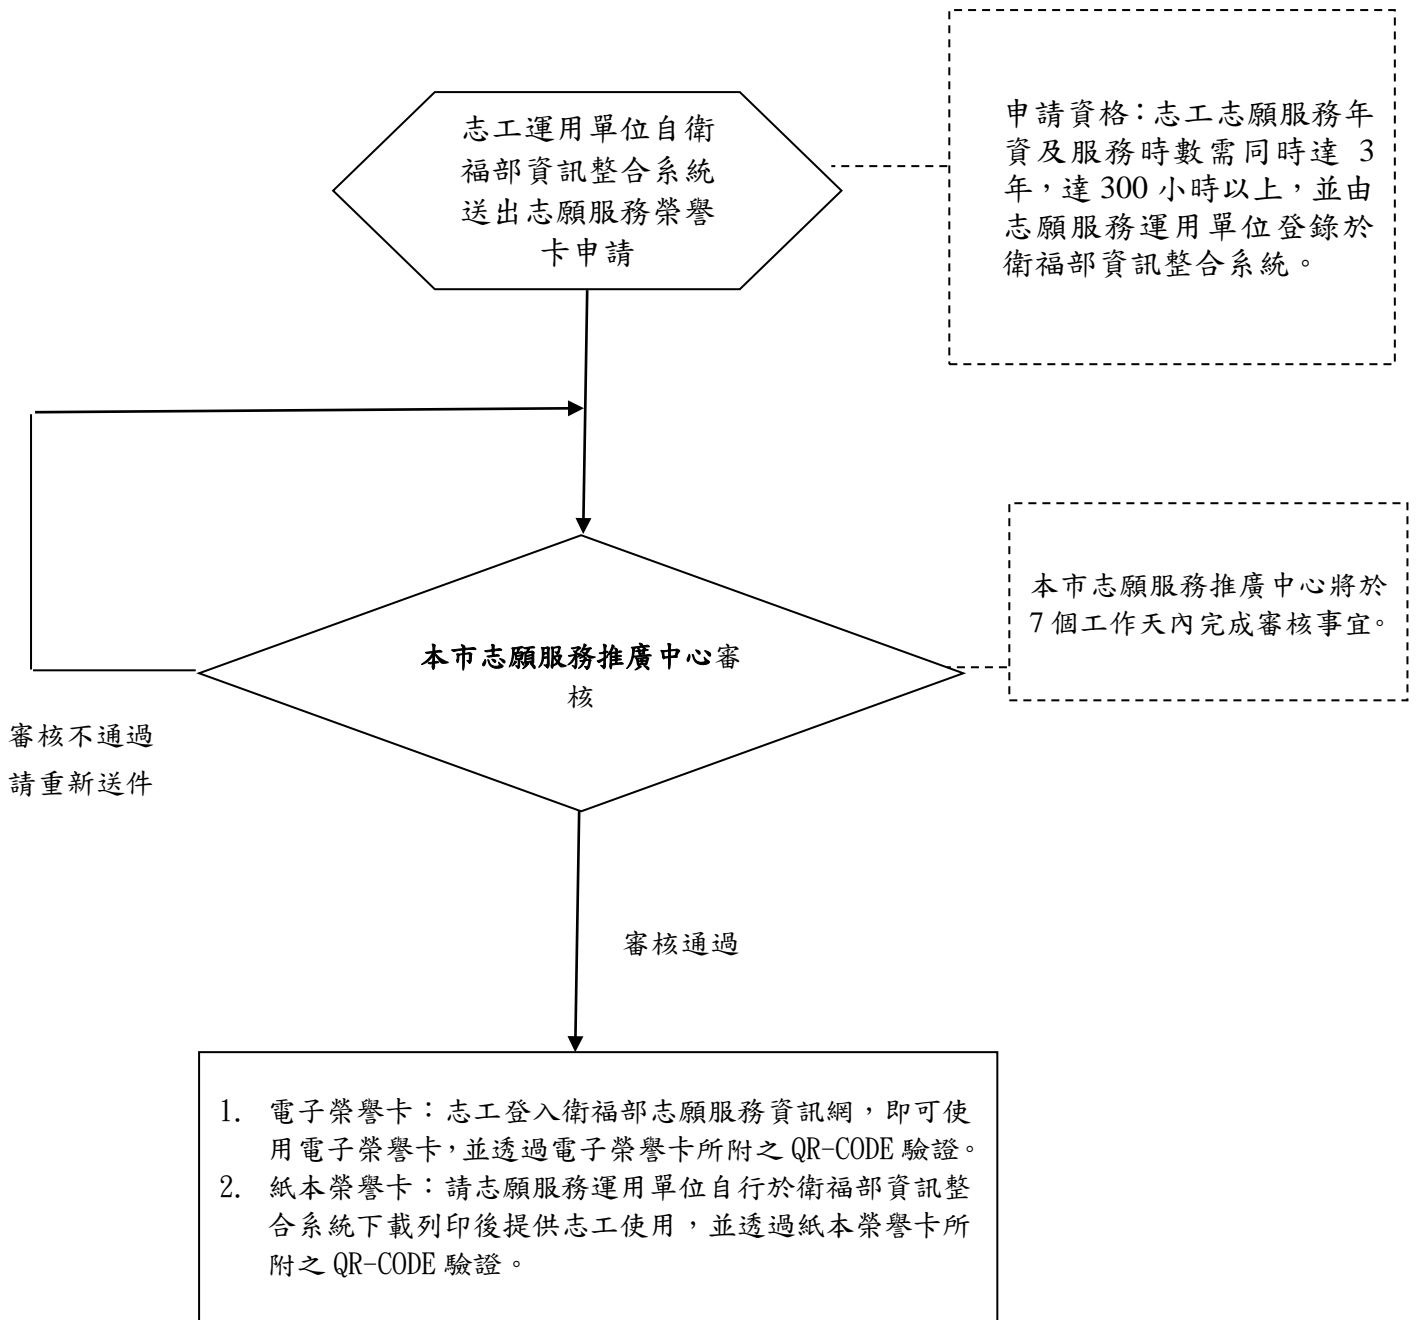 志工運用單位自衛
福部資訊整合系統
送出志願服務榮譽
卡申請
申請資格：志工志願服務年
資及服務時數需同時達 3
年，達 300 小時以上，並由
志願服務運用單位登錄於
衛福部資訊整合系統。
本市志願服務推廣中心將於
7 個工作天內完成審核事宜。
本市志願服務推廣中心審
核
審核不通過
請重新送件
審核通過
1. 電子榮譽卡：志工登入衛福部志願服務資訊網，即可使
用電子榮譽卡，並透過電子榮譽卡所附之 QR-CODE 驗證。
2. 紙本榮譽卡：請志願服務運用單位自行於衛福部資訊整
合系統下載列印後提供志工使用，並透過紙本榮譽卡所
附之 QR-CODE 驗證。